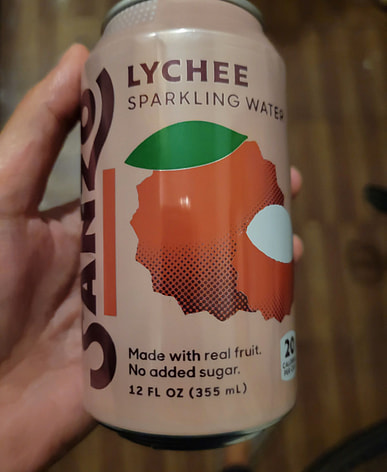 SANZO
LYCHEE
SPARKLING WATER
Made with real fruit.
No added sugar.
12 FL OZ (355 mL)
20